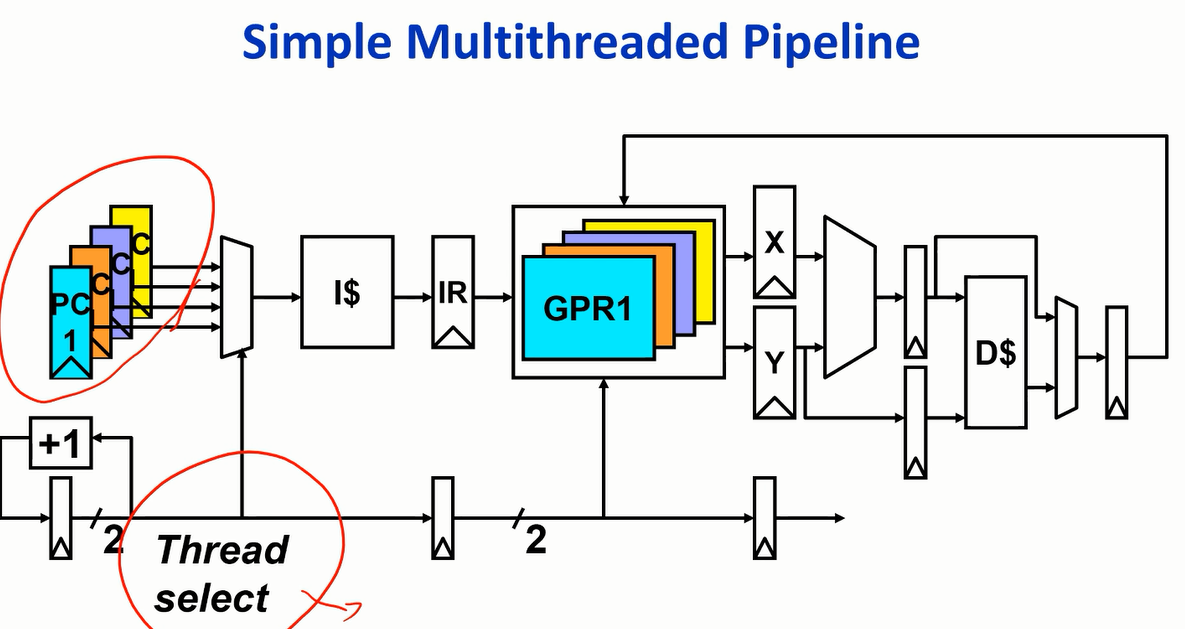 Simple Multithreaded Pipeline
C
C
C
PC
1
I$
IR
GPR1
X
Y
D$
+1
2
Thread
select
2